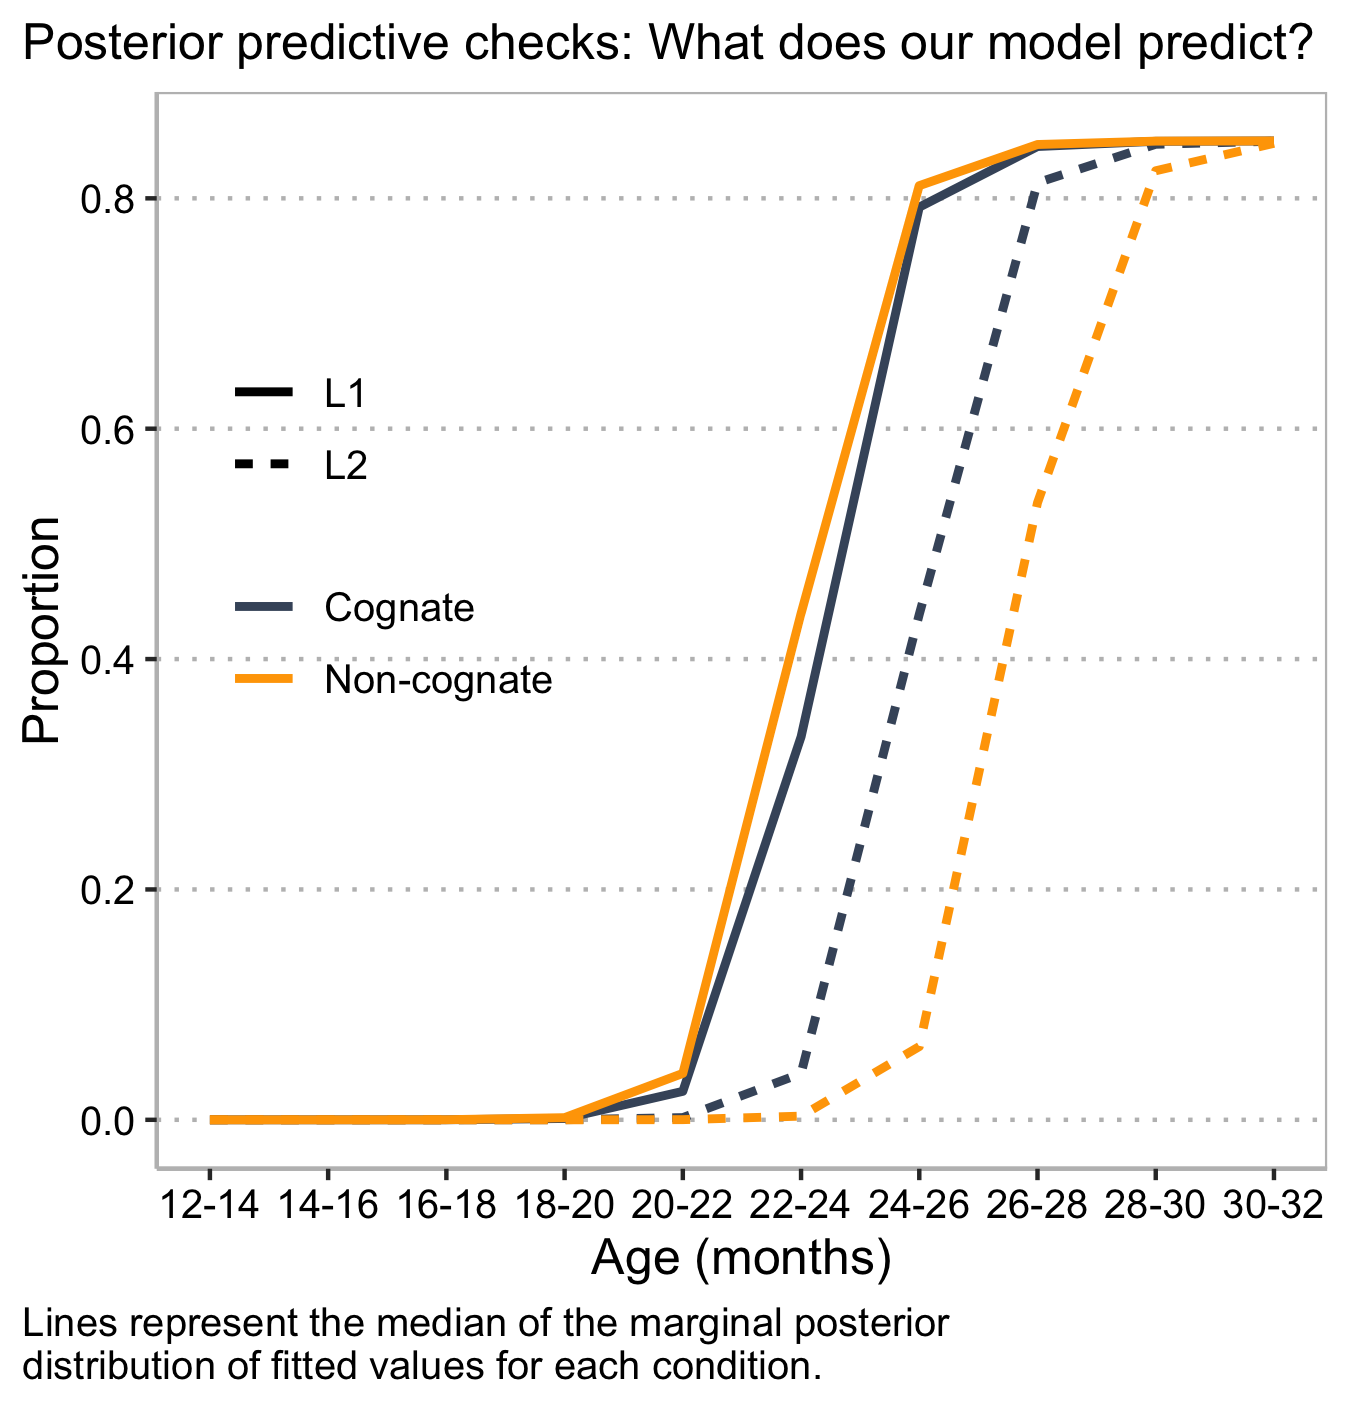 Posterior predictive checks: What does our model predict?
Proportion
0.8
0.6
0.4
0.2
0.0
L1
L2
Cognate
Non-cognate
12-14 14-16 16-18 18-20 20-22 22-24 24-26 26-28 28-30 30-32
Age (months)
Lines represent the median of the marginal posterior
distribution of fitted values for each condition.